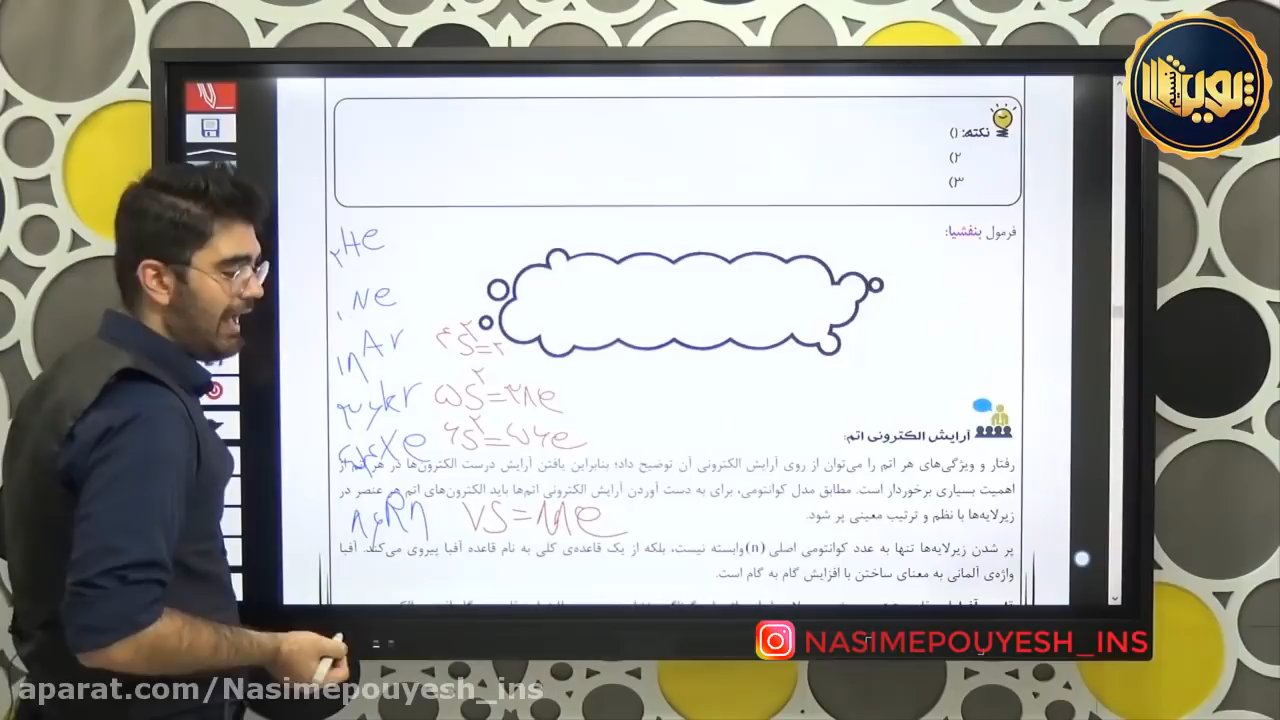 نسیم
پویش
نکته: ۱)
۲)
۳)
فرمول بنفشیا:
۲He
۱۰Ne
۱۸Ar
۳۶Kr
۵۴Xe
۸۶Rn
۴s²=۲۰
۵s²=۳۸e
۶s²=۵۶e
۷s=۸۸e
آرایش الکترونی اتم:
رفتار و ویژگی‌های هر اتم را می‌توان از روی آرایش الکترونی آن توضیح داد؛ بنابراین یافتن آرایش درست الکترون‌ها در هر اتم از
اهمیت بسیاری برخوردار است. مطابق مدل کوانتومی، برای به دست آوردن آرایش الکترونی اتم‌ها باید الکترون‌های اتم هر عنصر در
زیرلایه‌ها با نظم و ترتیب معینی پر شود.
پر شدن زیرلایه‌ها تنها به عدد کوانتومی اصلی (n) وابسته نیست، بلکه از یک قاعده‌ی کلی به نام قاعده آفبا پیروی می‌کند. آفبا
واژه‌ی آلمانی به معنای ساختن با افزایش گام به گام است.
NASIMEPOUYESH_INS
aparat.com/Nasimepouyesh_ins